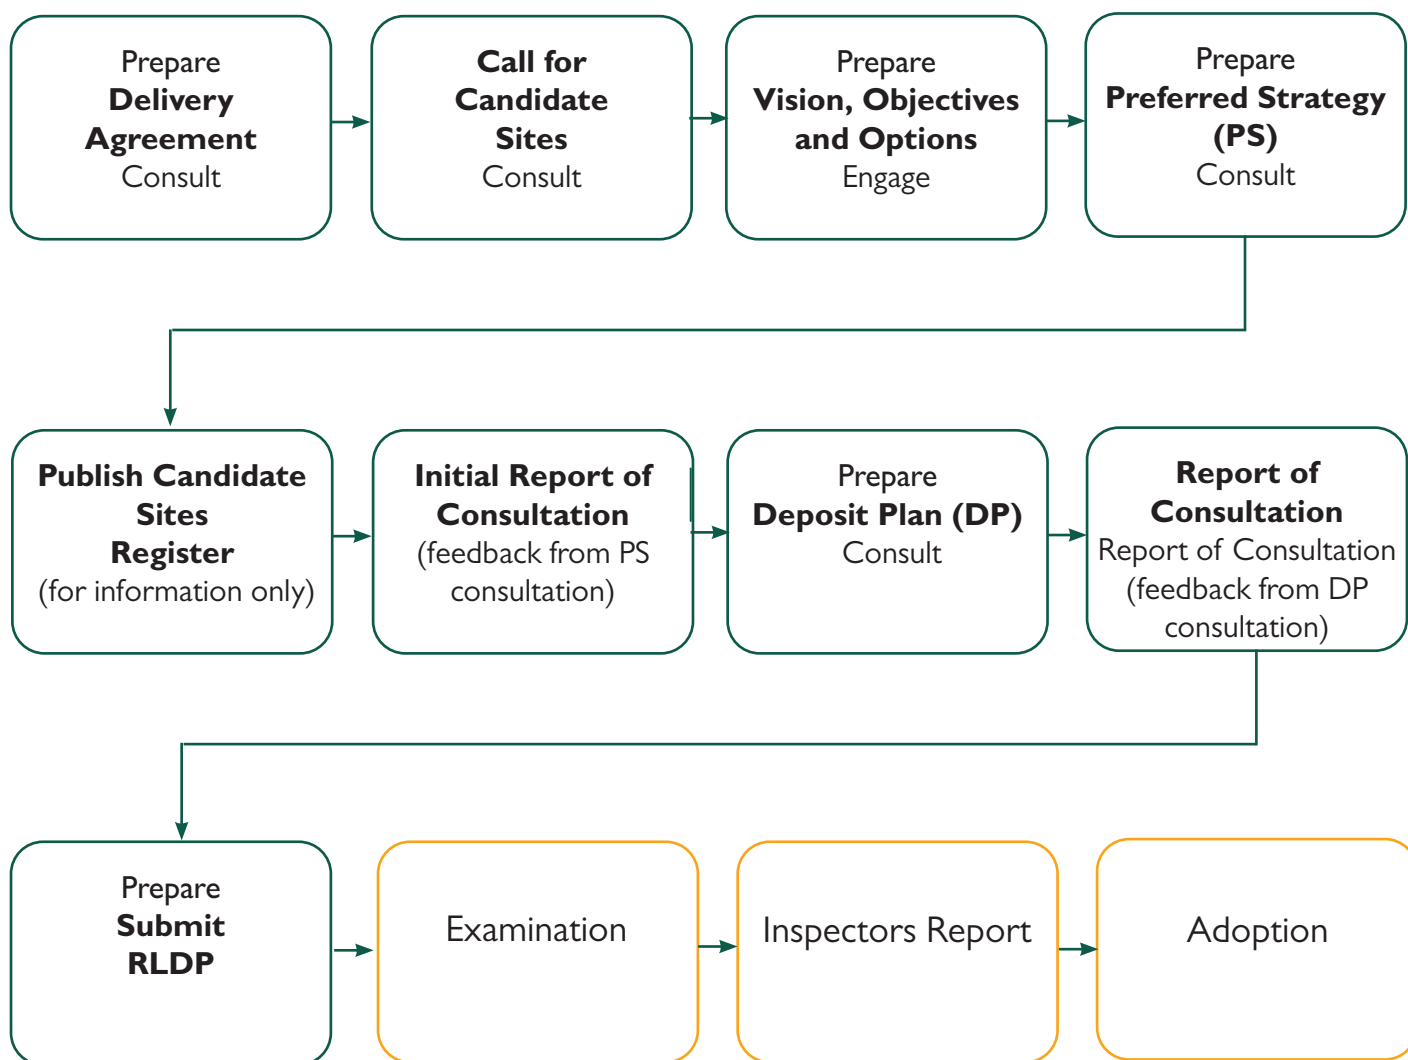 Prepare
Delivery
Agreement
Consult
Call for
Candidate
Sites
Consult
Prepare
Vision, Objectives
and Options
Engage
Prepare
Preferred Strategy
(PS)
Consult
Publish Candidate
Sites
Register
(for information only)
Initial Report of
Consultation
(feedback from PS
consultation)
Prepare
Deposit Plan (DP)
Consult
Report of
Consultation
Report of Consultation
(feedback from DP
consultation)
Prepare
Submit
RLDP
Examination
Inspectors Report
Adoption